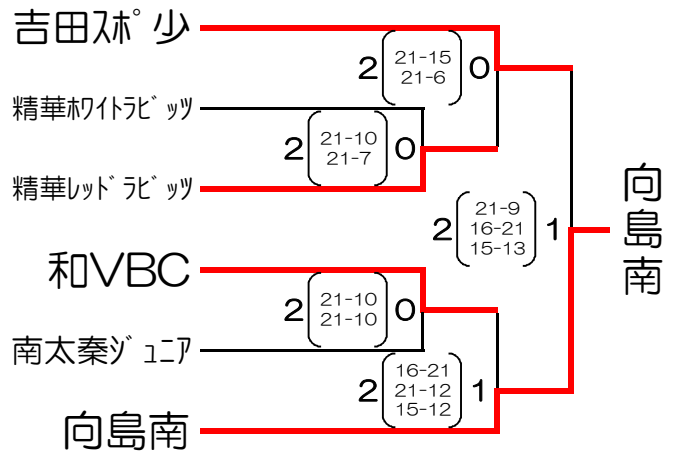 吉田スポ少
2 21-15 0
21-6
精華ホワイトラビッツ
2 21-10 0
21-7
精華レッドラビッツ
向島南
2 21-9 1
16-21
15-13
和VBC
2 21-10 0
21-10
南太秦ジュニア
2 16-21 1
21-12
15-12
向島南